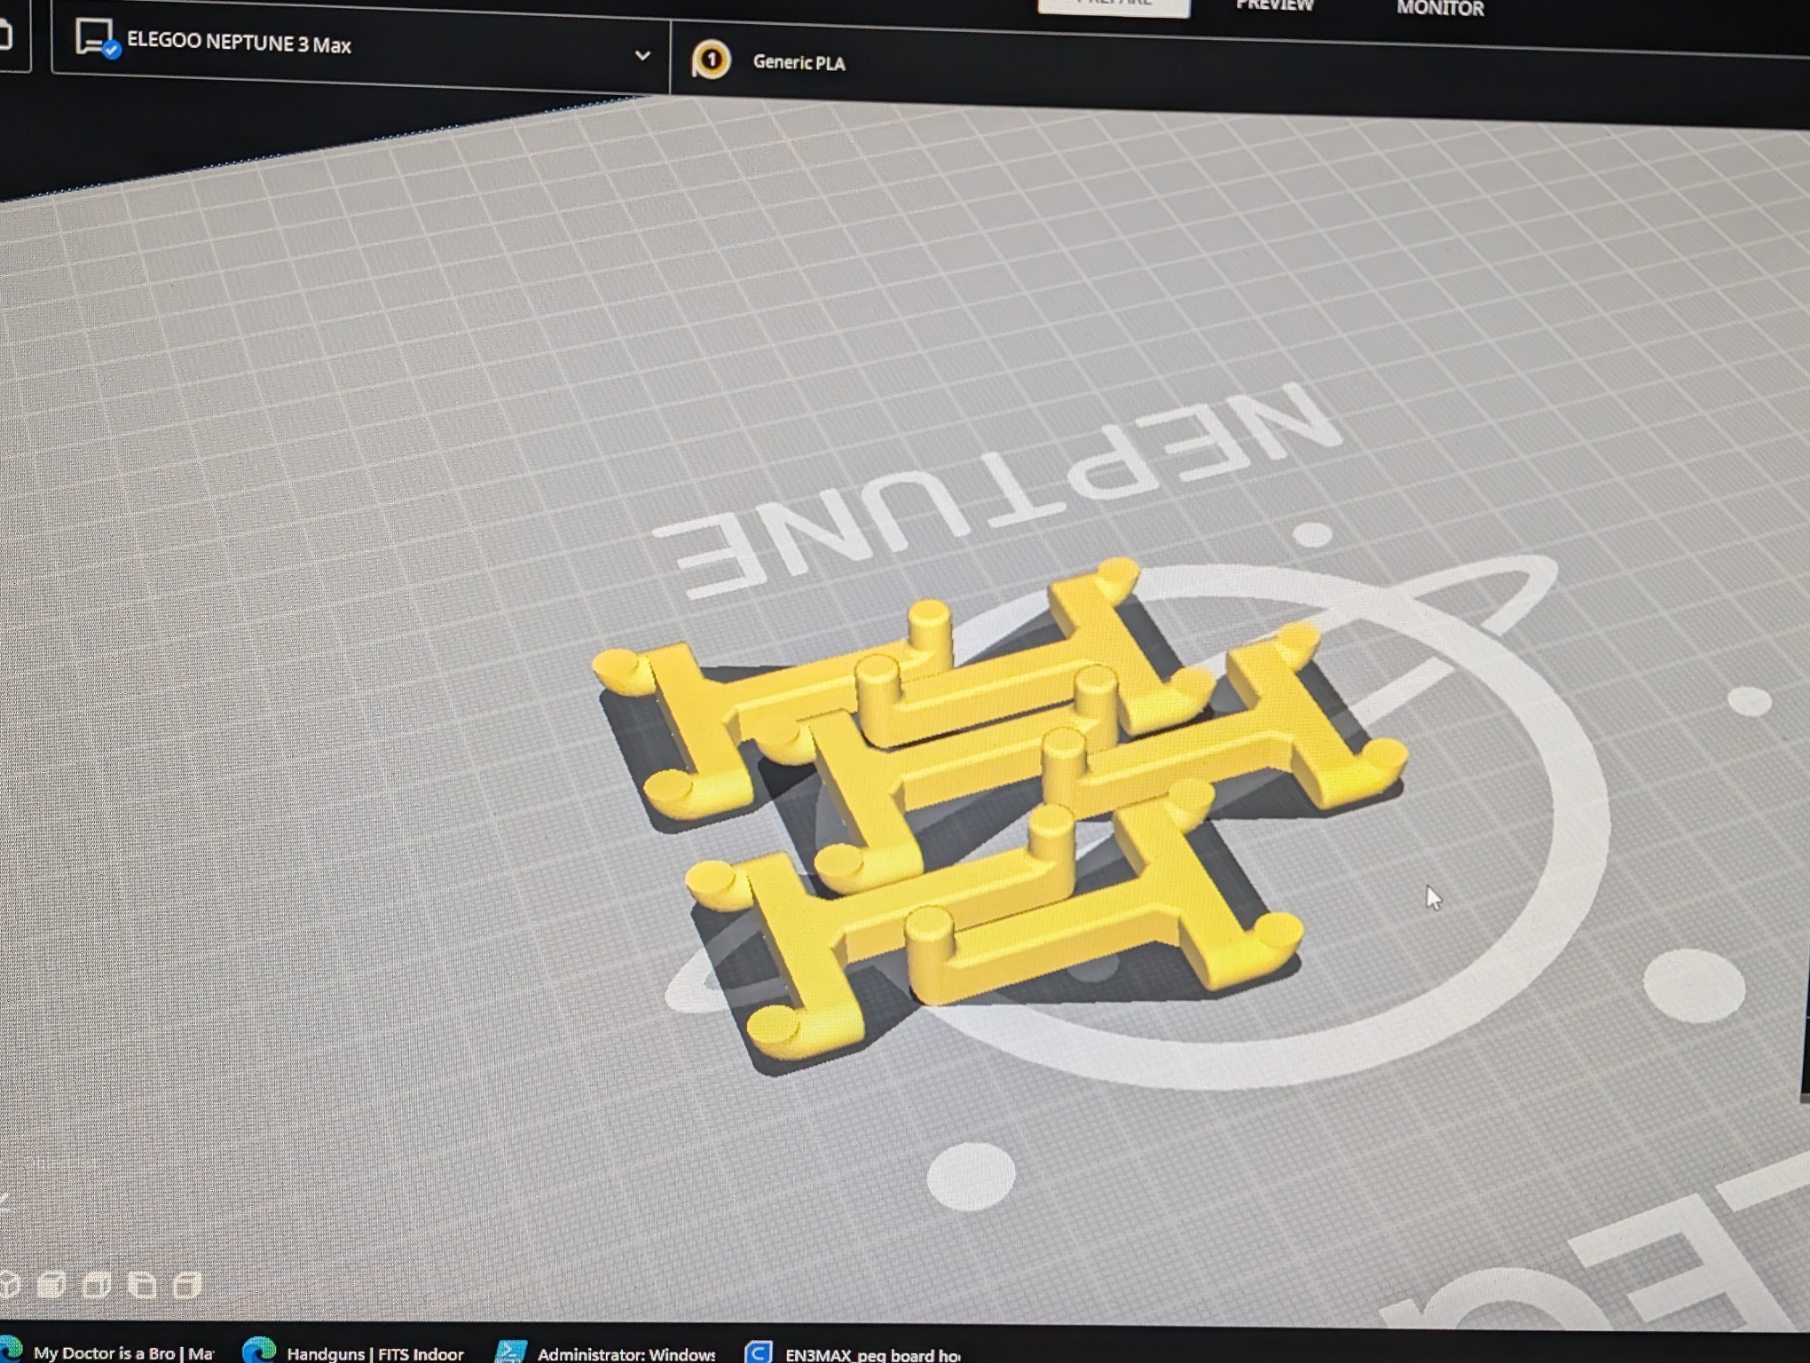 PREPARE
PREVIEW
MONITOR
ELEGOO NEPTUNE 3 Max
1
Generic PLA
NEPTUNE
My Doctor is a Bro | Ma
Handguns | FITS Indoor
Administrator: Windows
EN3MAX_peg board ho